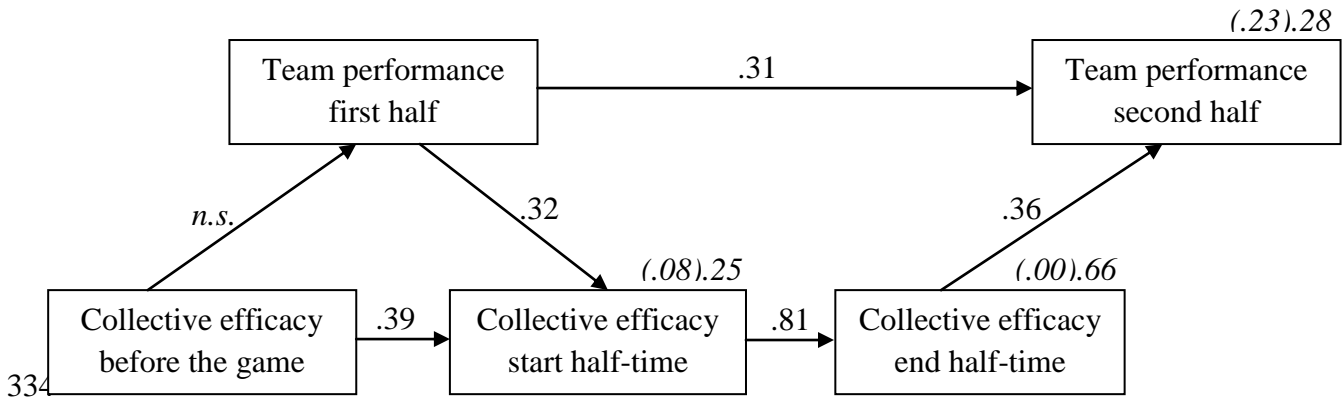 (.23).28
Team performance
first half
.31
Team performance
second half
n.s.
.32
.36
(.08).25
(.00).66
Collective efficacy
before the game
.39
Collective efficacy
start half-time
.81
Collective efficacy
end half-time
334